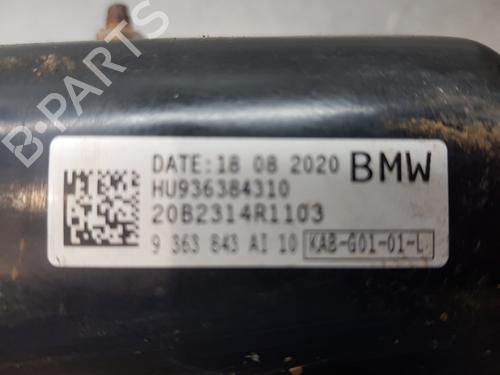 B-PARTS
DATE:18 08 2020 BMW
HU936384310
20B2314R1103
9 363 843 AI 10 KAB-G01-01-L